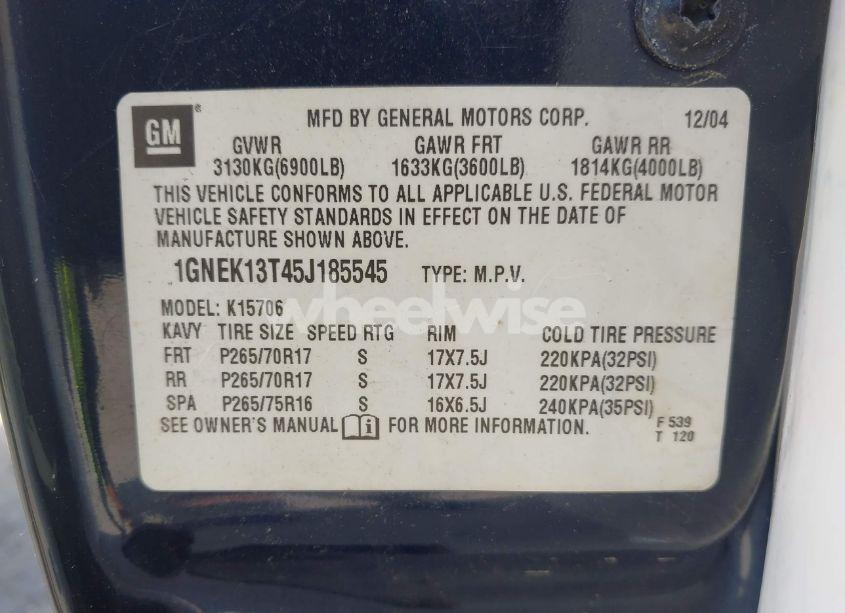 GM ® MFD BY GENERAL MOTORS CORP. 12/04
GVWR GAWR FRT GAWR RR
3130KG(6900LB) 1633KG(3600LB) 1814KG(4000LB)
THIS VEHICLE CONFORMS TO ALL APPLICABLE U.S. FEDERAL MOTOR
VEHICLE SAFETY STANDARDS IN EFFECT ON THE DATE OF
MANUFACTURE SHOWN ABOVE.
1GNEK13T45J185545 TYPE: M.P.V.
wheelwise
MODEL: K15706
KAVY TIRE SIZE SPEED RTG RIM COLD TIRE PRESSURE
FRT P265/70R17 S 17X7.5J 220KPA(32PSI)
RR P265/70R17 S 17X7.5J 220KPA(32PSI)
SPA P265/75R16 S 16X6.5J 240KPA(35PSI)
SEE OWNER'S MANUAL i FOR MORE INFORMATION. F 539
T 120